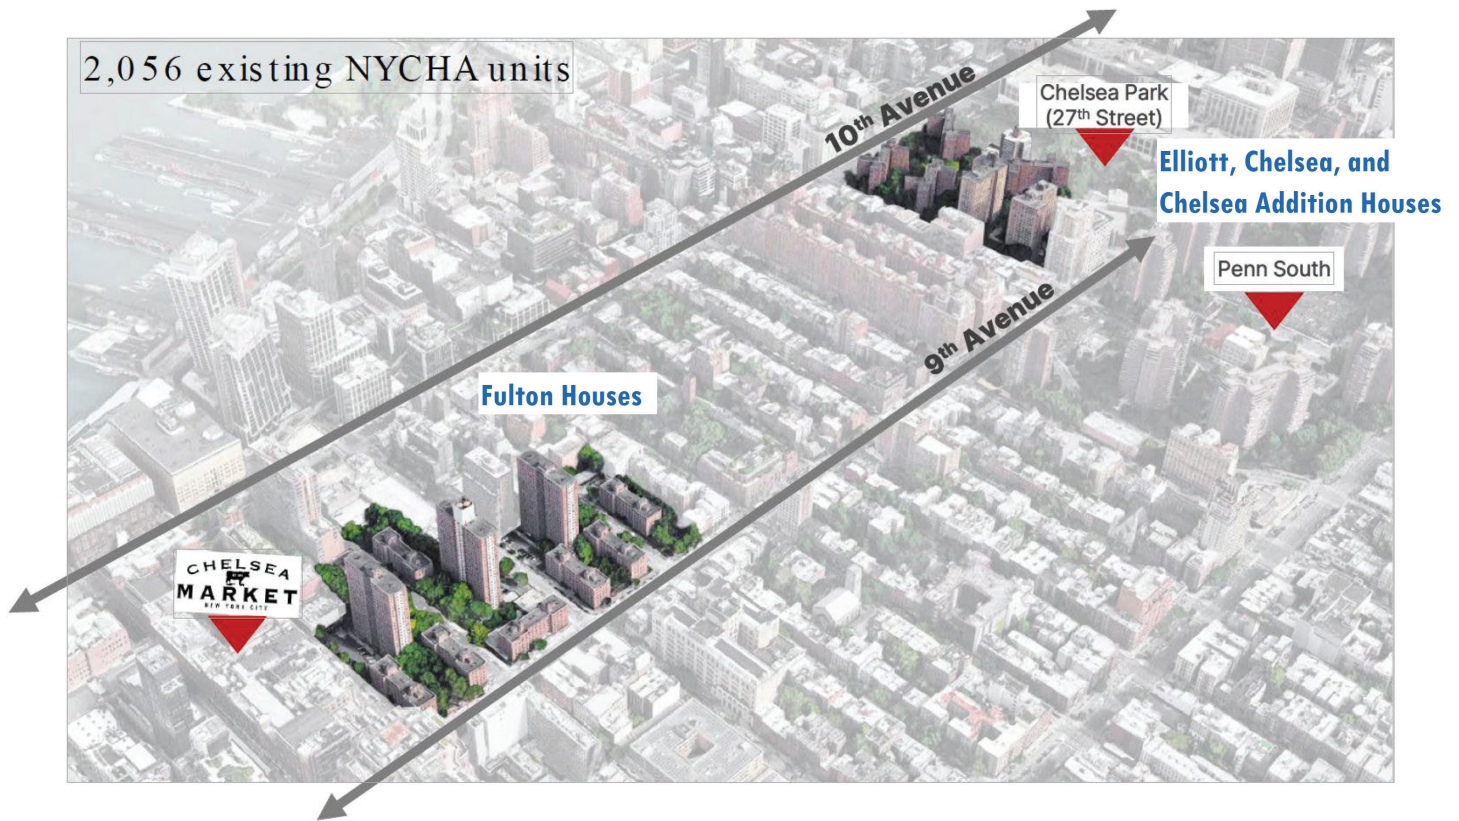 2,056 existing NYCHA units
10th Avenue
Chelsea Park
(27th Street)
Elliott, Chelsea, and
Chelsea Addition Houses
Penn South
9th Avenue
Fulton Houses
CHELSEA
MARKET
NEW YORK CITY